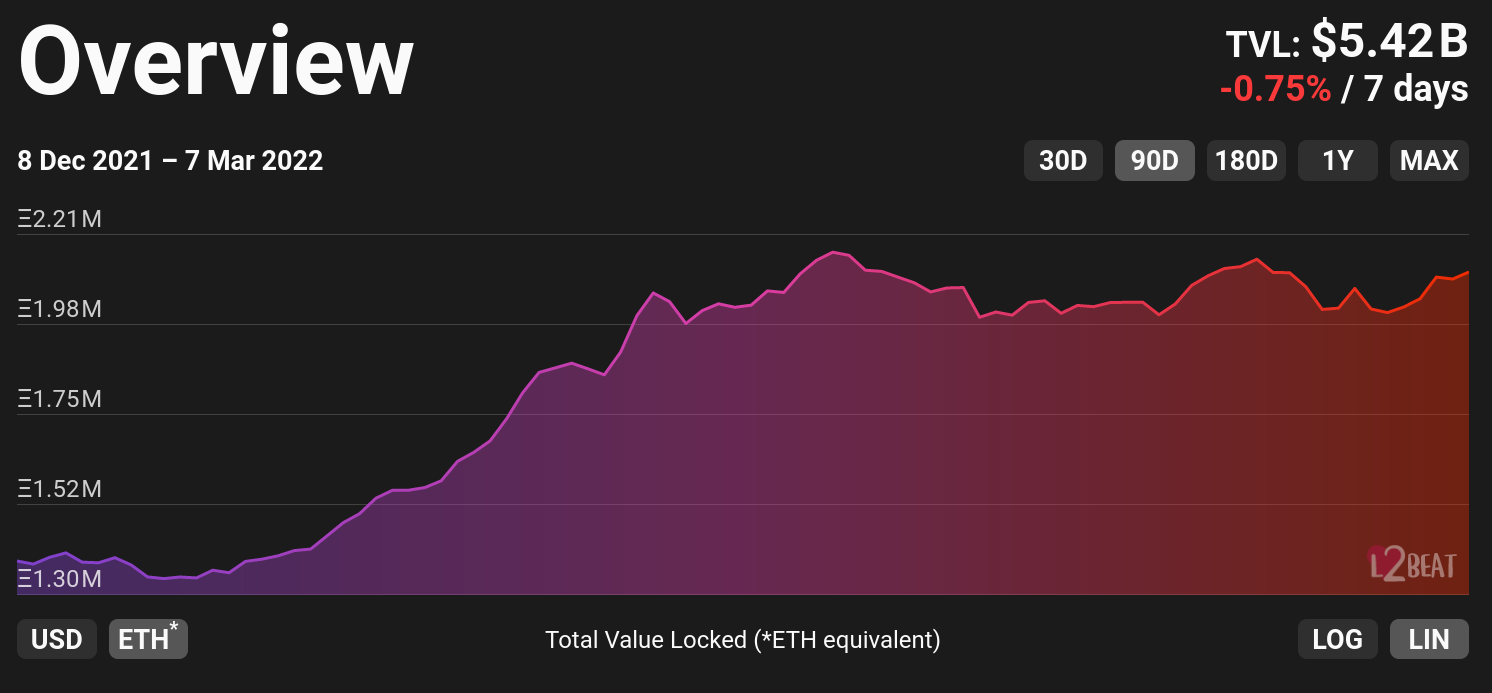 Overview
TVL: $5.42B
-0.75% / 7 days
8 Dec 2021 – 7 Mar 2022
30D 90D 180D 1Y MAX
Ξ2.21M
Ξ1.98M
Ξ1.75M
Ξ1.52M
Ξ1.30M
L2BEAT
USD ETH* Total Value Locked (*ETH equivalent) LOG LIN